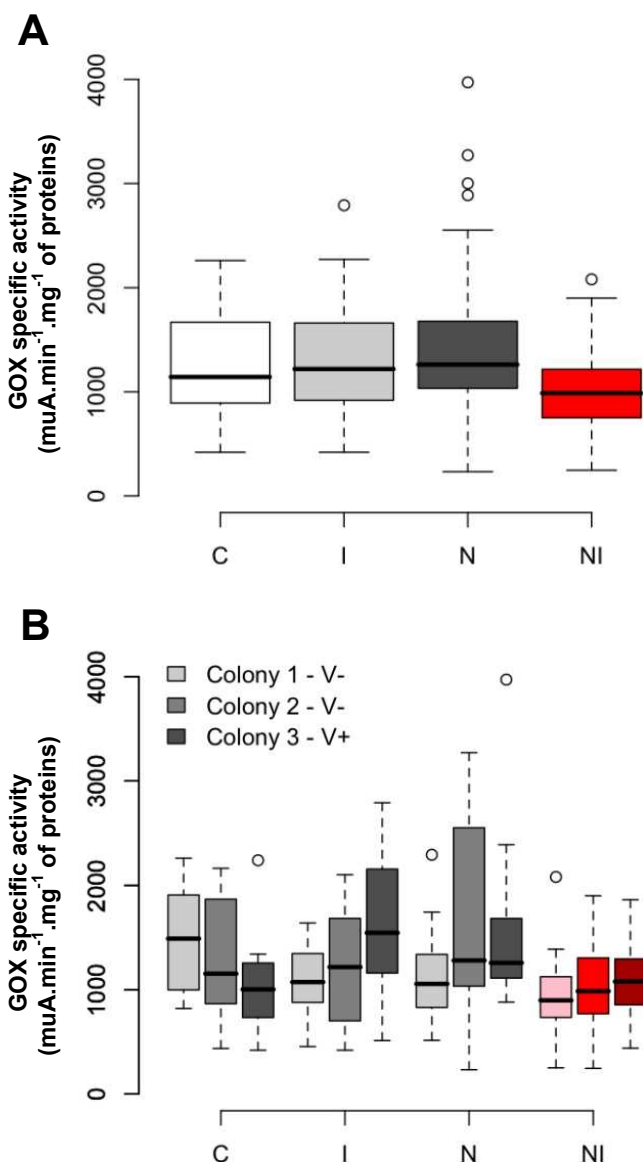 A
GOX specific activity
(muA.min⁻¹.mg⁻¹ of proteins)
4000
3000
2000
1000
0
C I N NI
B
GOX specific activity
(muA.min⁻¹.mg⁻¹ of proteins)
4000
3000
2000
1000
0
Colony 1 - V-
Colony 2 - V-
Colony 3 - V+
C I N NI